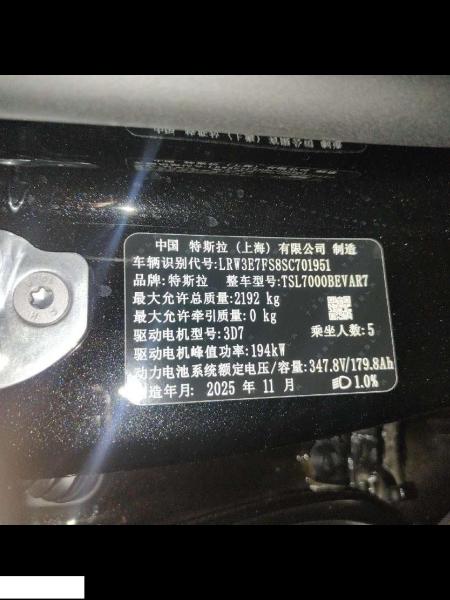 中国 特斯拉 (上海) 有限公司 制造
车辆识别代号:LRW3E7FS8SC701951
品牌:特斯拉 整车型号:TSL7000BEVAR7
最大允许总质量:2192 kg
最大允许牵引质量:0 kg
驱动电机型号:3D7 乘坐人数:5
驱动电机峰值功率:194kW
动力电池系统额定电压/容量:347.8V/179.8Ah
制造年月: 2025 年 11 月 1.0%